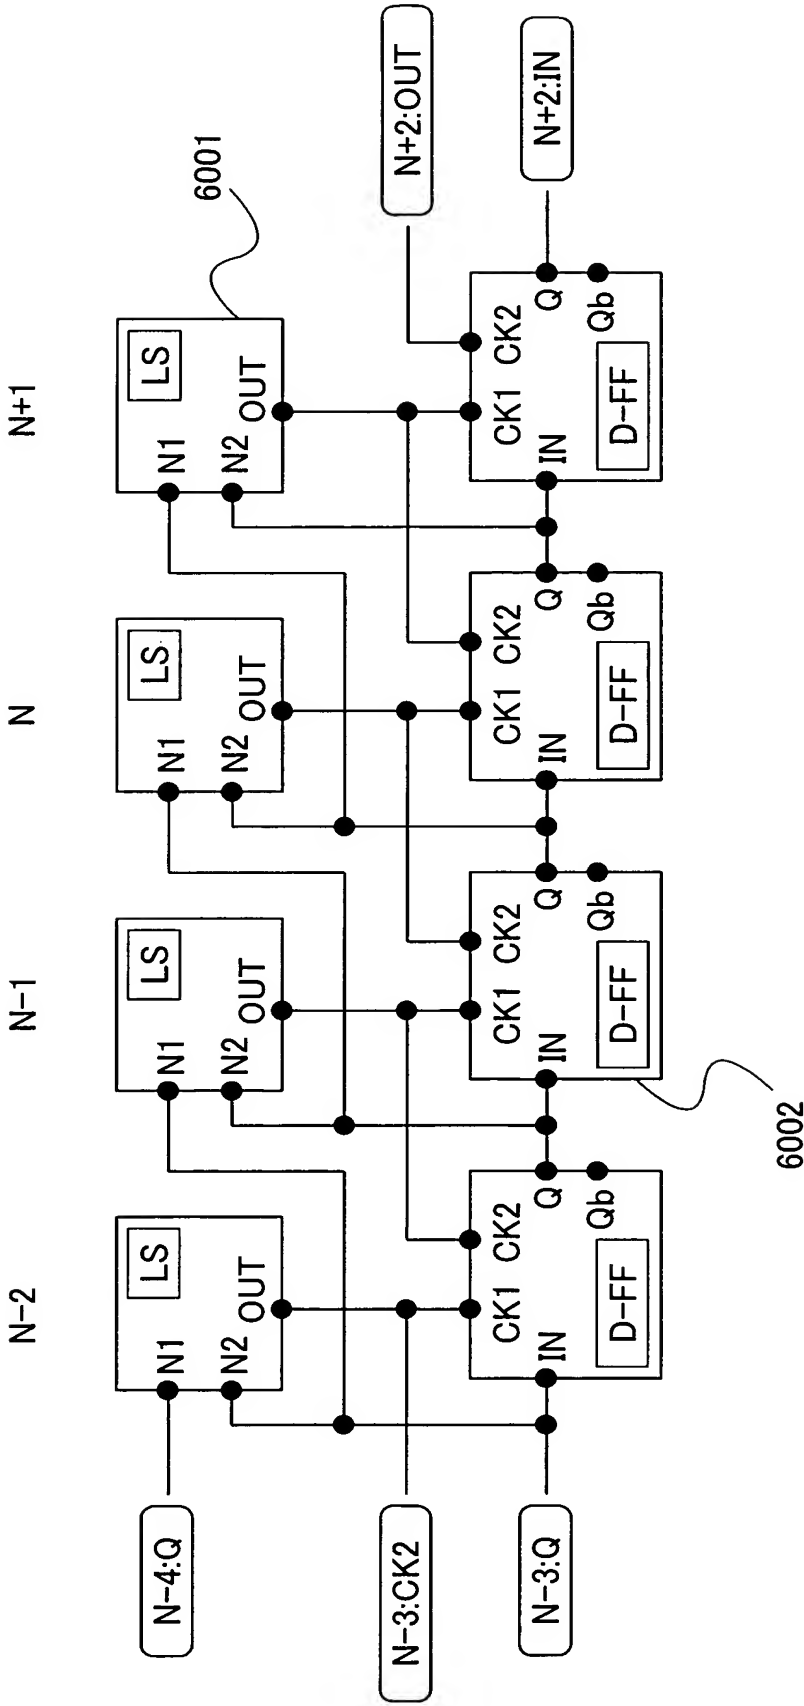 N-2
N-1
N
N+1
6001
LS
N1
N2
OUT
LS
N1
N2
OUT
LS
N1
N2
OUT
LS
N1
N2
OUT
N-4:Q
N-3:CK2
N-3:Q
N+2:OUT
N+2:IN
CK1
CK2
IN
Q
Qb
D-FF
CK1
CK2
IN
Q
Qb
D-FF
CK1
CK2
IN
Q
Qb
D-FF
CK1
CK2
IN
Q
Qb
D-FF
6002